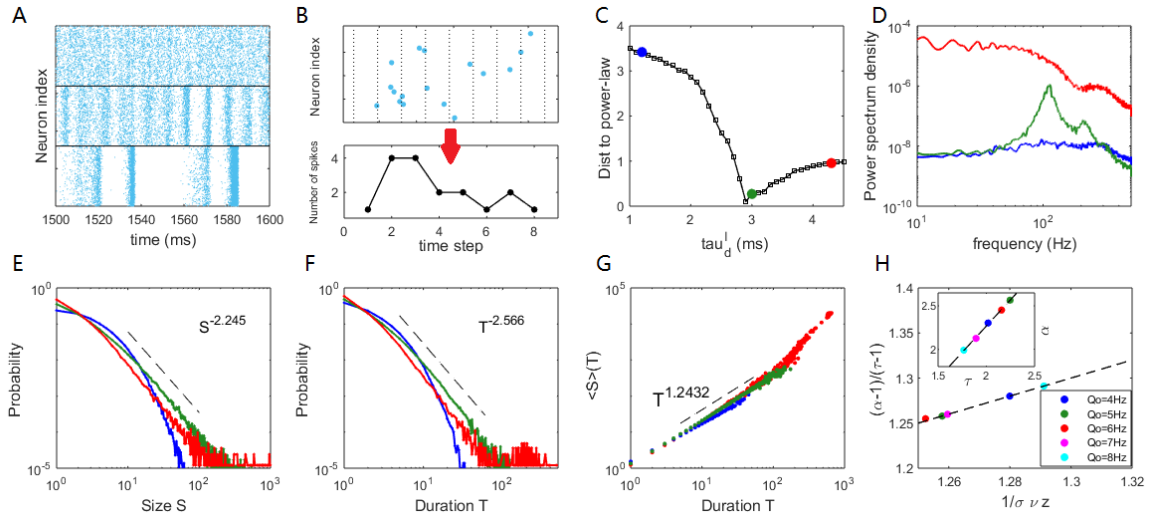 A
Neuron index
1500 1520 1540 1560 1580 1600
time (ms)
B
Neuron index
Number of spikes
4
2
0 2 4 6 8
time step
C
Dist to power-law
4
3
2
1
0
1 2 3 4
tau_d^I (ms)
D
Power spectrum density
10^-4
10^-6
10^-8
10^-10
10^1 10^2
frequency (Hz)
E
Probability
10^0
10^-5
S^-2.245
10^0 10^1 10^2 10^3
Size S
F
Probability
10^0
10^-5
T^-2.566
10^0 10^1 10^2
Duration T
G
<S>(T)
10^5
10^0
T^1.2432
10^0 10^1 10^2 10^3
Duration T
H
(α-1)/(τ-1)
1.4
1.35
1.3
1.25
1.2
2.5
2
α
1.5 2 2.5
τ
Qo=4Hz
Qo=5Hz
Qo=6Hz
Qo=7Hz
Qo=8Hz
1.26 1.28 1.3 1.32
1/σ ν z